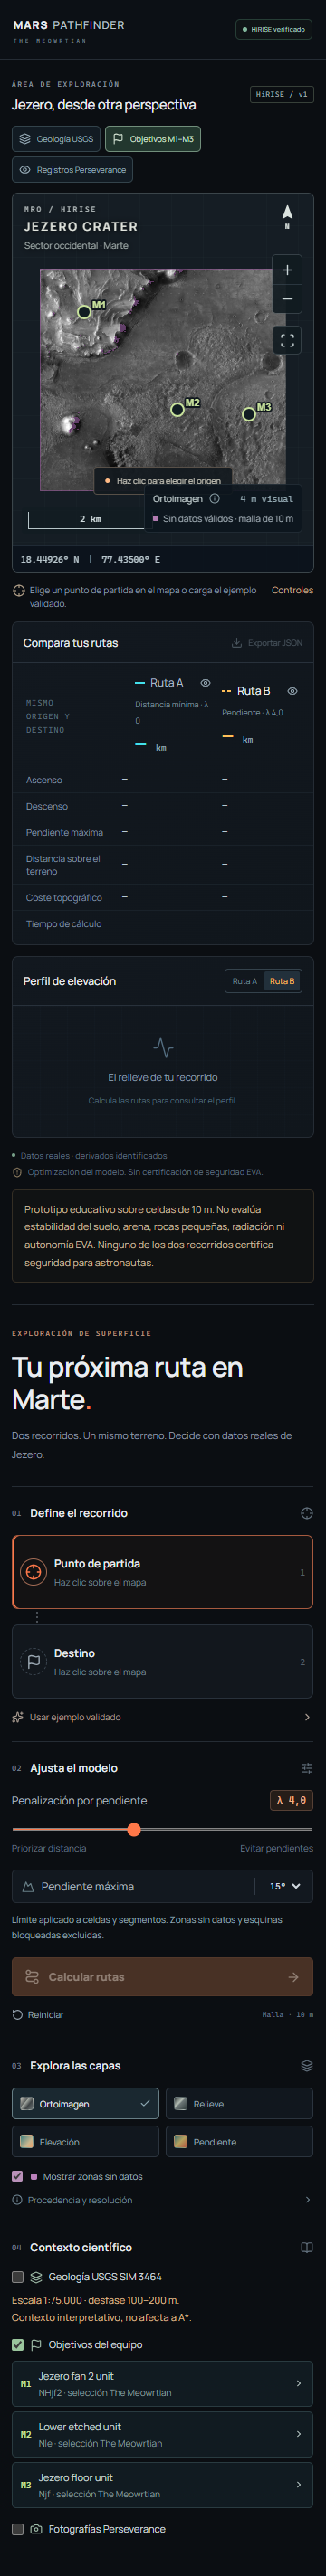 MARS PATHFINDER
THE MEOWRTIAN
HiRISE verificado
ÁREA DE EXPLORACIÓN
Jezero, desde otra perspectiva
HiRISE / v1
Geología USGS
Objetivos M1–M3
Registros Perseverance
MRO / HIRISE
JEZERO CRATER
Sector occidental · Marte
N
+
−
M1
M2
M3
Haz clic para elegir el origen
Ortoimagen
4 m visual
Sin datos válidos · malla de 10 m
2 km
18.44926° N | 77.43500° E
Elige un punto de partida en el mapa o carga el ejemplo validado.
Controles
Compara tus rutas
Exportar JSON
MISMO
ORIGEN Y
DESTINO
Ruta A
Distancia mínima · λ
0
— km
Ruta B
Pendiente · λ 4,0
— km
Ascenso — —
Descenso — —
Pendiente máxima — —
Distancia sobre el
terreno — —
Coste topográfico — —
Tiempo de cálculo — —
Perfil de elevación
Ruta A
Ruta B
El relieve de tu recorrido
Calcula las rutas para consultar el perfil.
Datos reales · derivados identificados
Optimización del modelo. Sin certificación de seguridad EVA.
Prototipo educativo sobre celdas de 10 m. No evalúa
estabilidad del suelo, arena, rocas pequeñas, radiación ni
autonomía EVA. Ninguno de los dos recorridos certifica
seguridad para astronautas.
EXPLORACIÓN DE SUPERFICIE
Tu próxima ruta en
Marte.
Dos recorridos. Un mismo terreno. Decide con datos reales de
Jezero.
01 Define el recorrido
Punto de partida
Haz clic sobre el mapa
1
Destino
Haz clic sobre el mapa
2
Usar ejemplo validado
02 Ajusta el modelo
Penalización por pendiente
λ 4,0
Priorizar distancia
Evitar pendientes
Pendiente máxima
15°
Límite aplicado a celdas y segmentos. Zonas sin datos y esquinas
bloqueadas excluidas.
Calcular rutas
Reiniciar
Malla · 10 m
03 Explora las capas
Ortoimagen
Relieve
Elevación
Pendiente
Mostrar zonas sin datos
Procedencia y resolución
04 Contexto científico
Geología USGS SIM 3464
Escala 1:75.000 · desfase 100–200 m.
Contexto interpretativo; no afecta a A*.
Objetivos del equipo
M1 Jezero fan 2 unit
NHjf2 · selección The Meowrtian
M2 Lower etched unit
Nle · selección The Meowrtian
M3 Jezero floor unit
Njf · selección The Meowrtian
Fotografías Perseverance